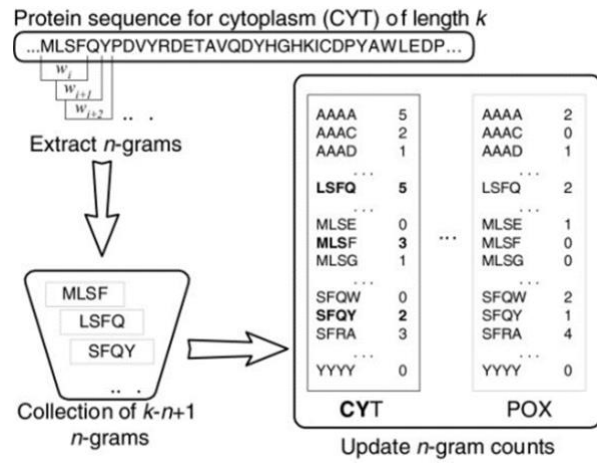 Protein sequence for cytoplasm (CYT) of length k
...MLSFQYPDVYRDETAVQDYHGHKICDPYAWLEDP...
wi
wi+1
wi+2
.. .
Extract n-grams
MLSF
LSFQ
SFQY
.. .
Collection of k-n+1
n-grams
AAAA 5
AAAC 2
AAAD 1
...
LSFQ 5
...
MLSE 0
MLSF 3
MLSG 1
...
SFQW 0
SFQY 2
SFRA 3
...
YYYY 0
CYT
...
AAAA 2
AAAC 0
AAAD 1
...
LSFQ 2
...
MLSE 1
MLSF 0
MLSG 0
...
SFQW 2
SFQY 1
SFRA 4
...
YYYY 0
POX
Update n-gram counts